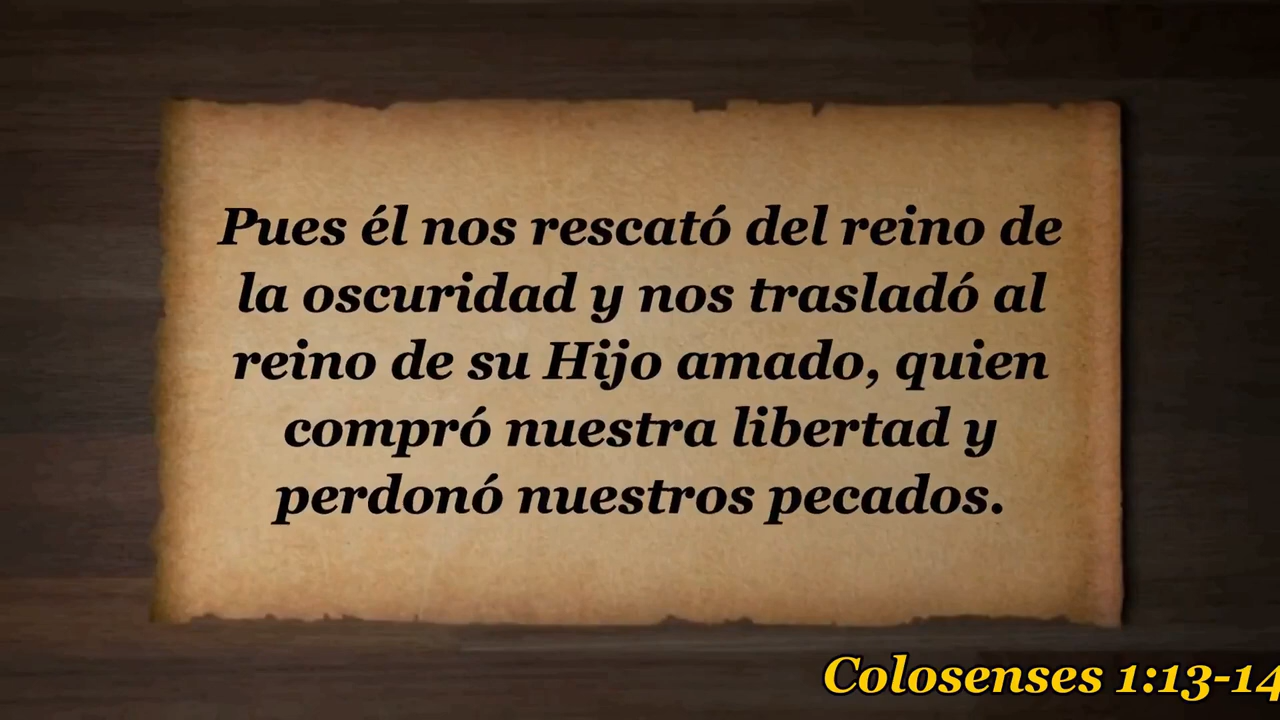 Pues él nos rescató del reino de
la oscuridad y nos trasladó al
reino de su Hijo amado, quien
compró nuestra libertad y
perdonó nuestros pecados.
Colosenses 1:13-14